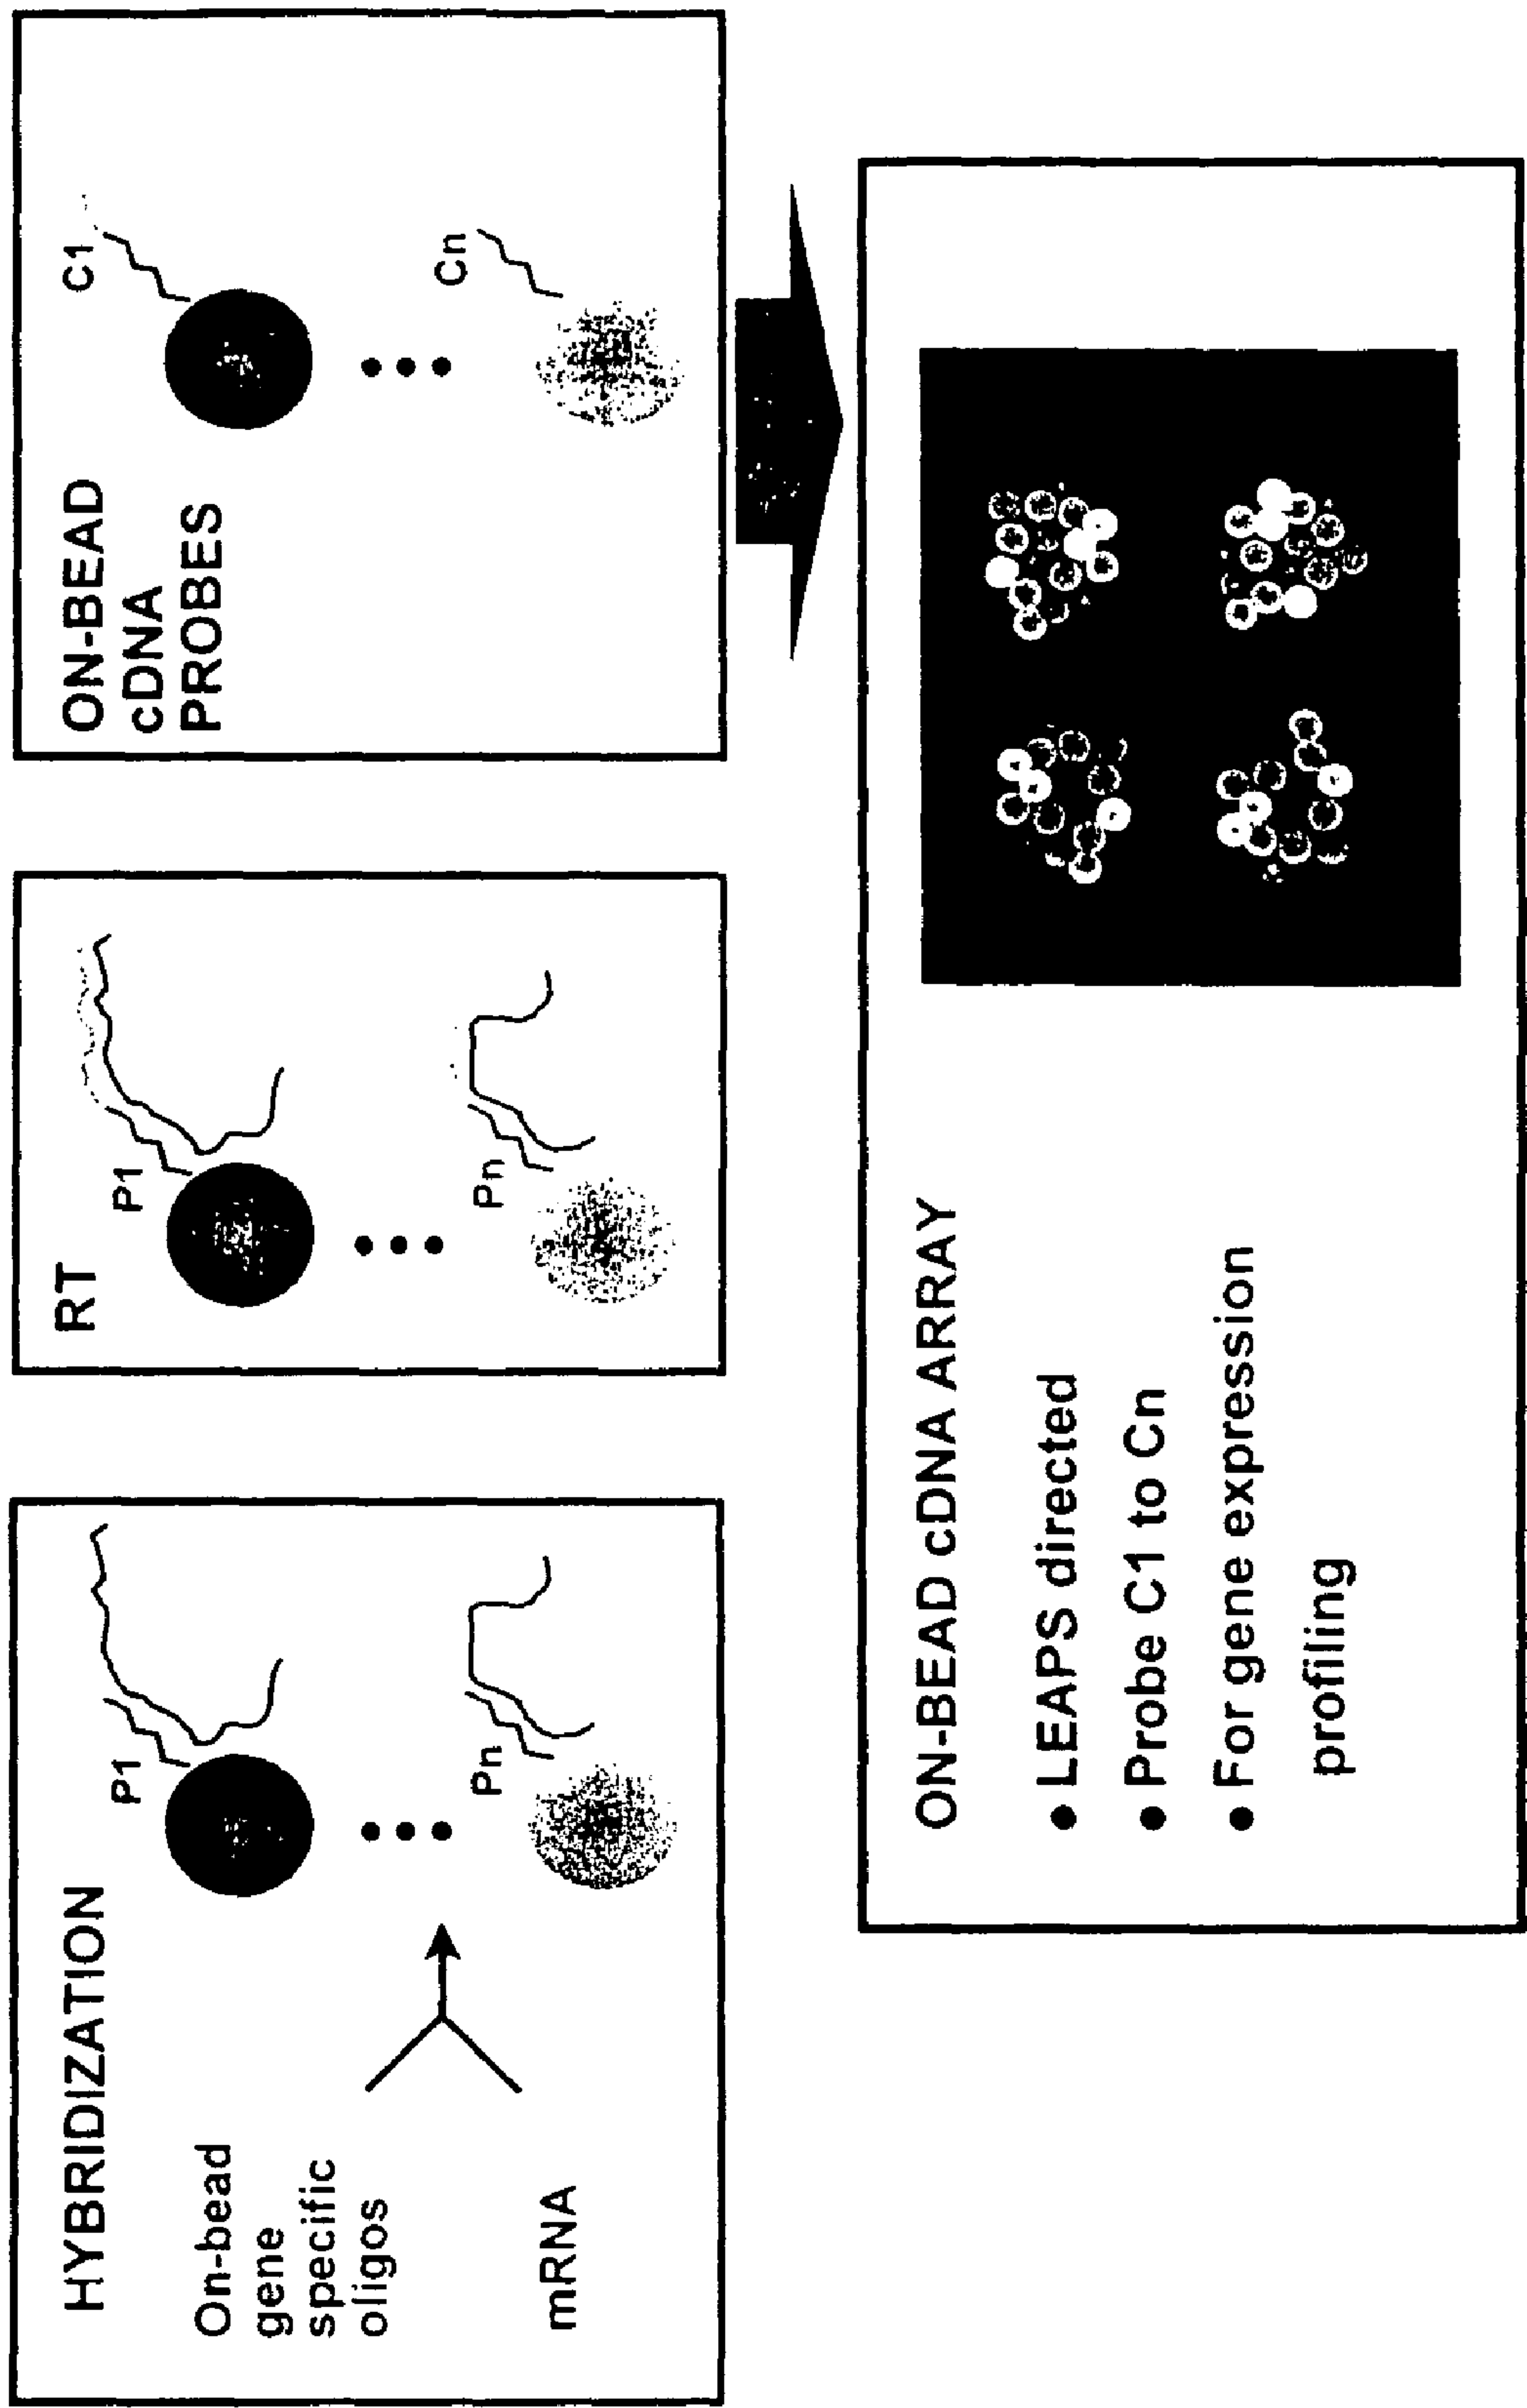 HYBRIDIZATION
On-bead
gene
specific
oligos
mRNA
P1
Pn
RT
P1
Pn
ON-BEAD
cDNA
PROBES
C1
Cn
ON-BEAD cDNA ARRAY
● LEAPS directed
● Probe C1 to Cn
● For gene expression
profiling